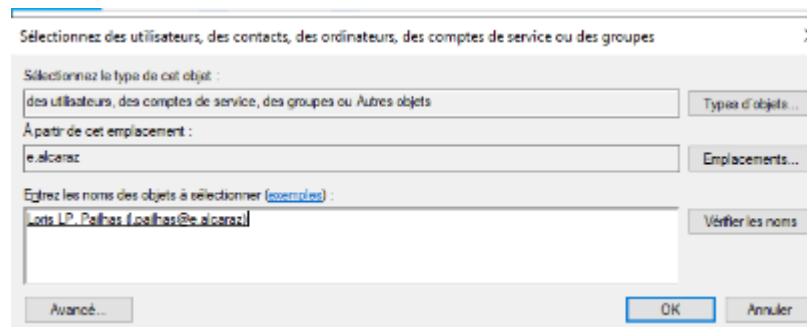 Sélectionnez des utilisateurs, des contacts, des ordinateurs, des comptes de service ou des groupes
Sélectionnez le type de cet objet :
des utilisateurs, des comptes de service, des groupes ou Autres objets
Types d'objets...
À partir de cet emplacement :
e.alcaraz
Emplacements...
Entrez les noms des objets à sélectionner (exemples) :
Loris LP. Pailhas (l.pailhas@e.alcaraz)
Vérifier les noms
Avancé...
OK
Annuler